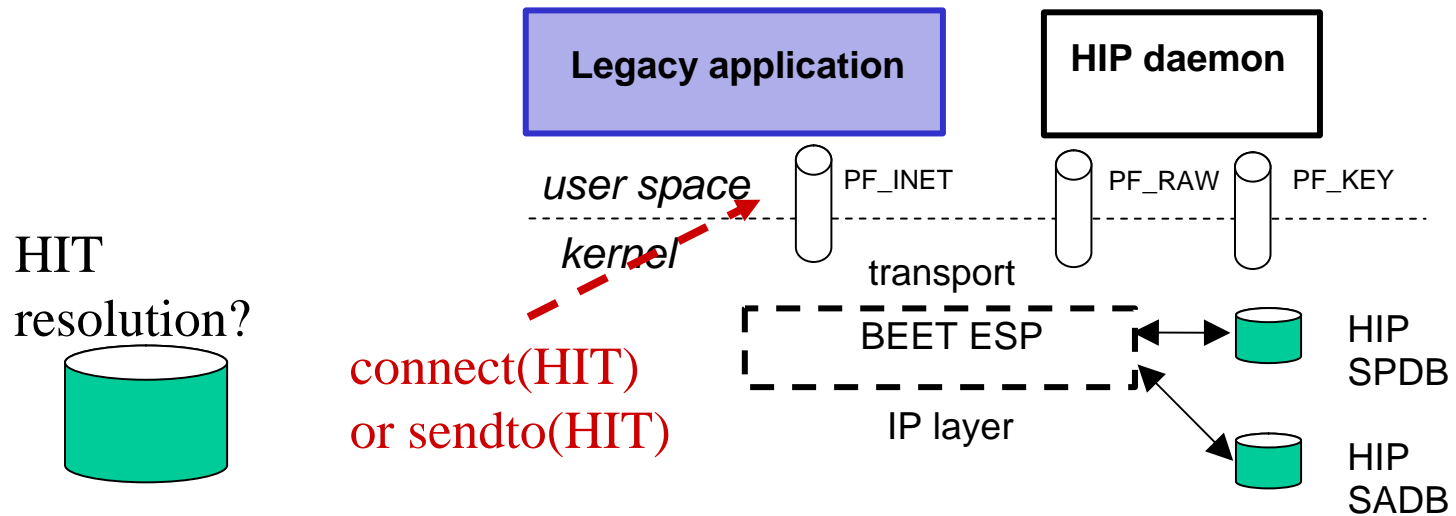 Legacy application
HIP daemon
user space
PF_INET
PF_RAW
PF_KEY
kernel
transport
HIT
resolution?
connect(HIT)
or sendto(HIT)
BEET ESP
IP layer
HIP
SPDB
HIP
SADB